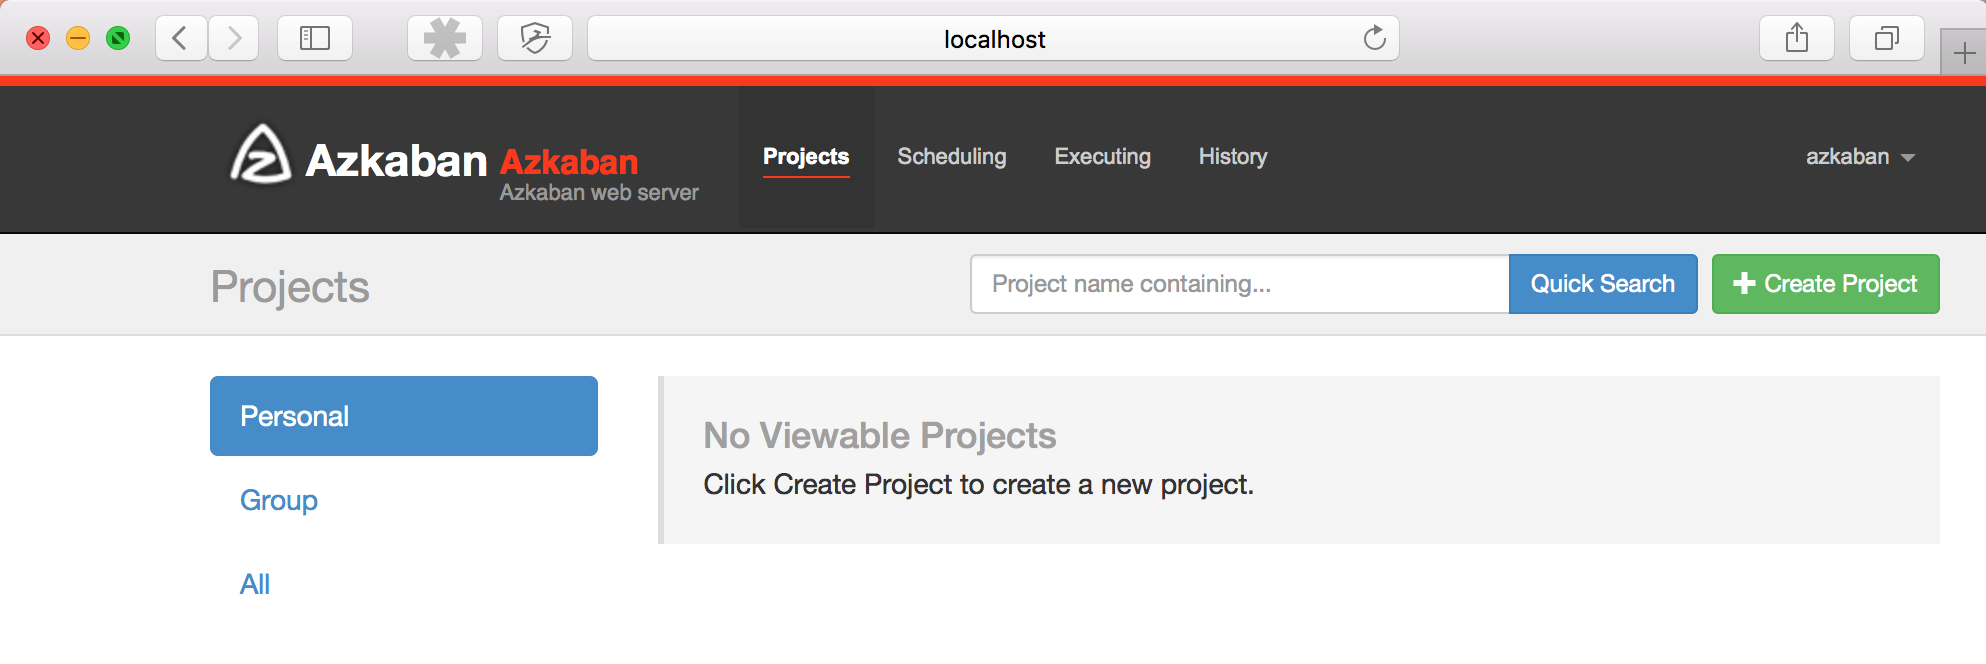 localhost
Azkaban Azkaban
Azkaban web server
Projects Scheduling Executing History
azkaban
Projects
Project name containing...
Quick Search
Create Project
Personal
Group
All
No Viewable Projects
Click Create Project to create a new project.